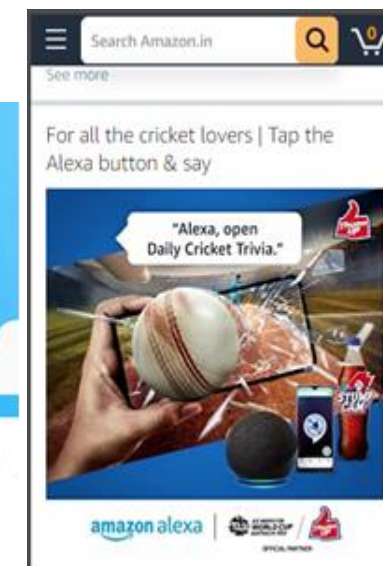 Search Amazon.in
0
See more
For all the cricket lovers | Tap the
Alexa button & say
"Alexa, open
Daily Cricket Trivia."
amazon alexa
WORLD CUP
OFFICIAL PARTNER